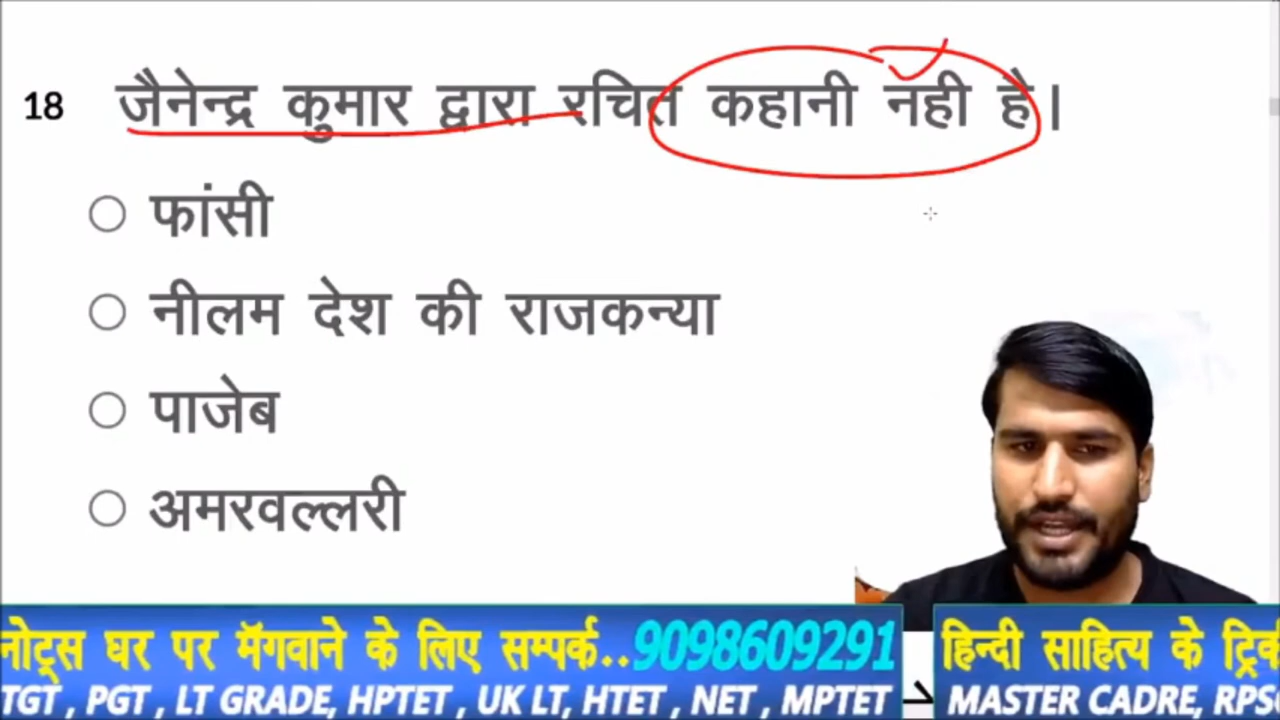 18 जैनेन्द्र कुमार द्वारा रचित कहानी नही है।
फांसी
नीलम देश की राजकन्या
पाजेब
अमरवल्लरी
नोट्स घर पर मॅगवाने के लिए सम्पर्क..9098609291
हिन्दी साहित्य के
TGT , PGT , LT GRADE, HPTET , UK LT, HTET , NET , MPTET
MASTER CADRE,